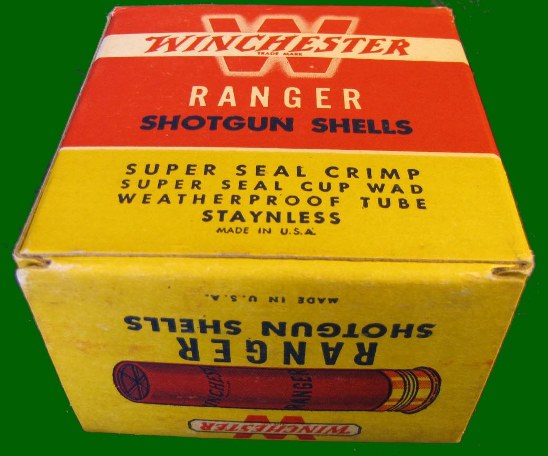 WINCHESTER
TRADE MARK
RANGER
SHOTGUN SHELLS
SUPER SEAL CRIMP
SUPER SEAL CUP WAD
WEATHERPROOF TUBE
STAYNLESS
MADE IN U.S.A.
WINCHESTER
WINCHESTER RANGER
RANGER
SHOTGUN SHELLS
MADE IN U.S.A.